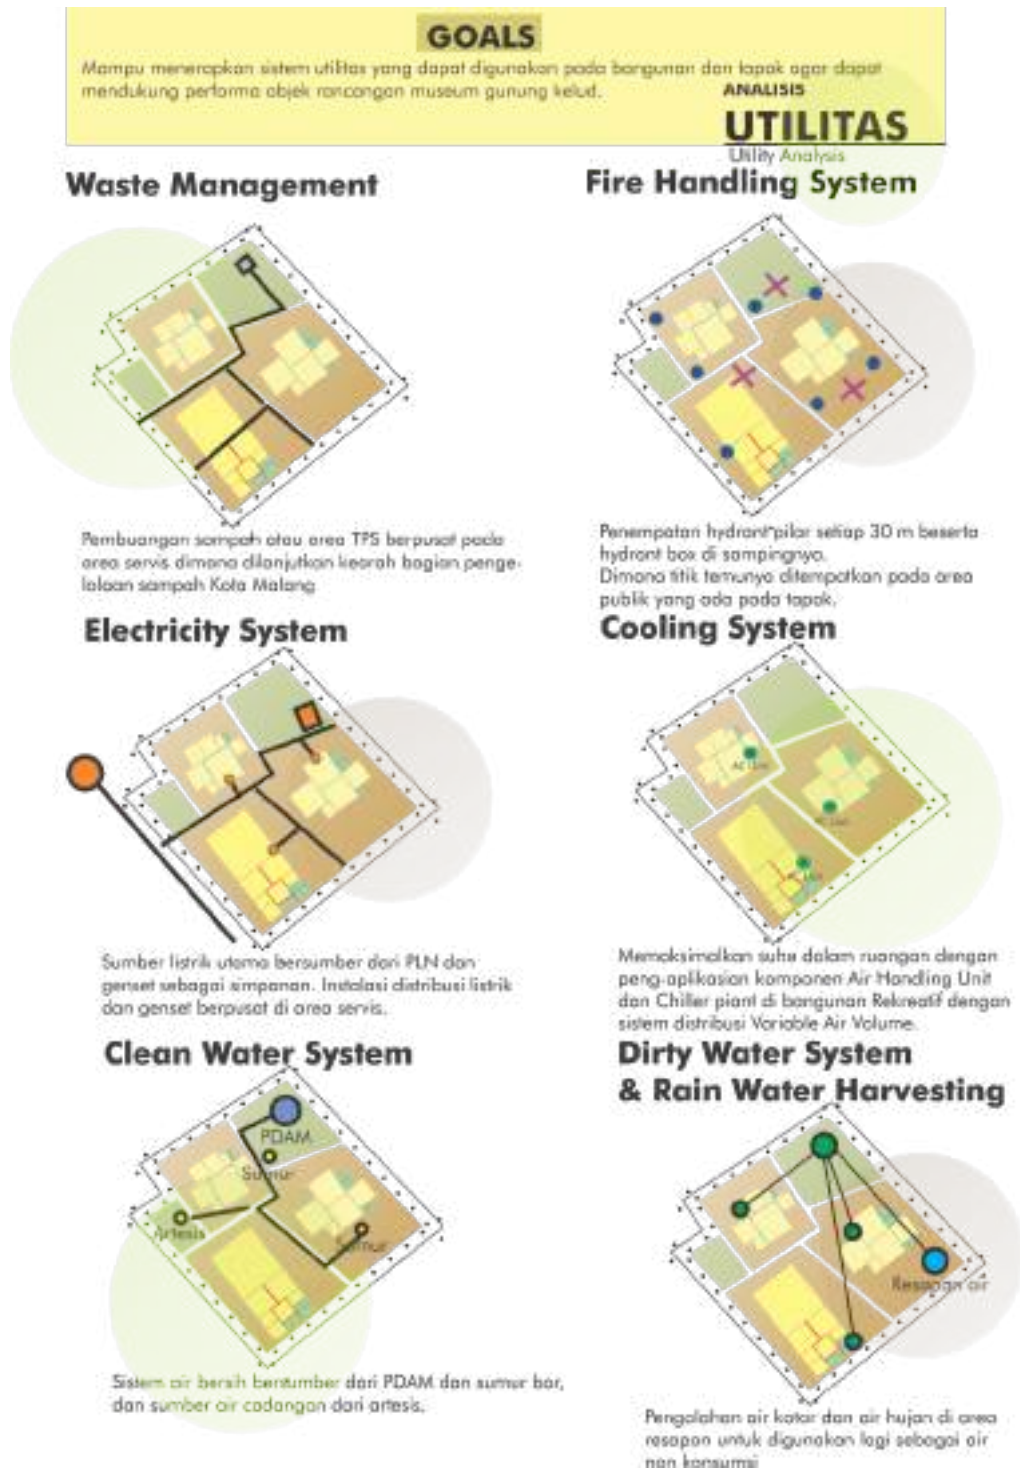 GOALS
Mampu menerapkan sistem utilitas yang dapat digunakan pada bangunan dan tapak agar dapat
mendukung performa objek rancangan museum gunung kelud.
ANALISIS
UTILITAS
Utility Analysis
Waste Management
Pembuangan sampah atau area TPS berpusat pada
area servis dimana dilanjutkan kearah bagian penge-
lolaan sampah Kota Malang
Fire Handling System
Penempatan hydrant pilar setiap 30 m beserta
hydrant box di sampingnya.
Dimana titik temunya ditempatkan pada area
publik yang ada pada tapak.
Electricity System
Sumber listrik utama bersumber dari PLN dan
genset sebagai simpanan. Instalasi distribusi listrik
dan genset berpusat di area servis.
Cooling System
Memaksimalkan suhu dalam ruangan dengan
peng-aplikasian komponen Air Handling Unit
dan Chiller plant di bangunan Rekreatif dengan
sistem distribusi Variable Air Volume.
Clean Water System
PDAM
Sumur
Artesis
Sumur
Sistem air bersih bersumber dari PDAM dan sumur bor,
dan sumber air cadangan dari artesis.
Dirty Water System
& Rain Water Harvesting
Resapan air
Pengolahan air kotor dan air hujan di area
resapan untuk digunakan lagi sebagai air
non konsumsi